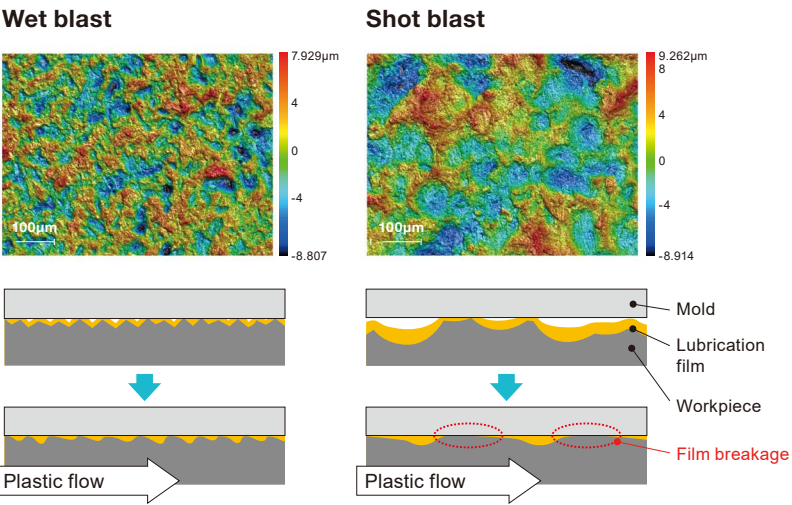 Wet blast
Shot blast
7.929μm
4
0
-4
-8.807
100μm
9.262μm
8
4
0
-4
-8.914
100μm
Mold
Lubrication
film
Workpiece
Film breakage
Plastic flow
Plastic flow